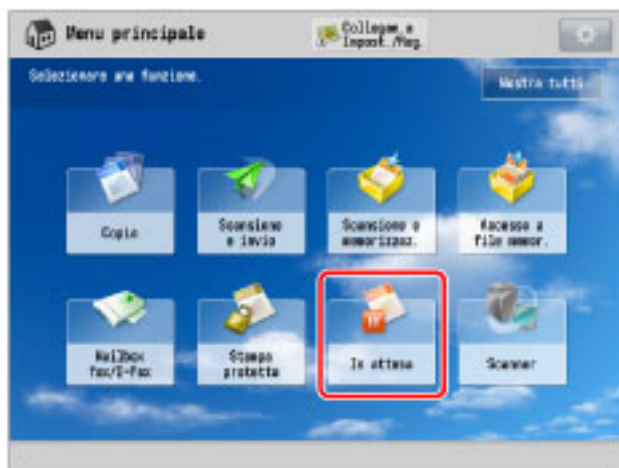 Menu principale
Collegam. a
Impost./Reg.
Selezionare una funzione.
Mostra tutti
Copia
Scansione
e invio
Scansione e
memorizzaz.
Accesso a
file memor.
Mailbox
fax/I-Fax
Stampa
protetta
In attesa
Scanner